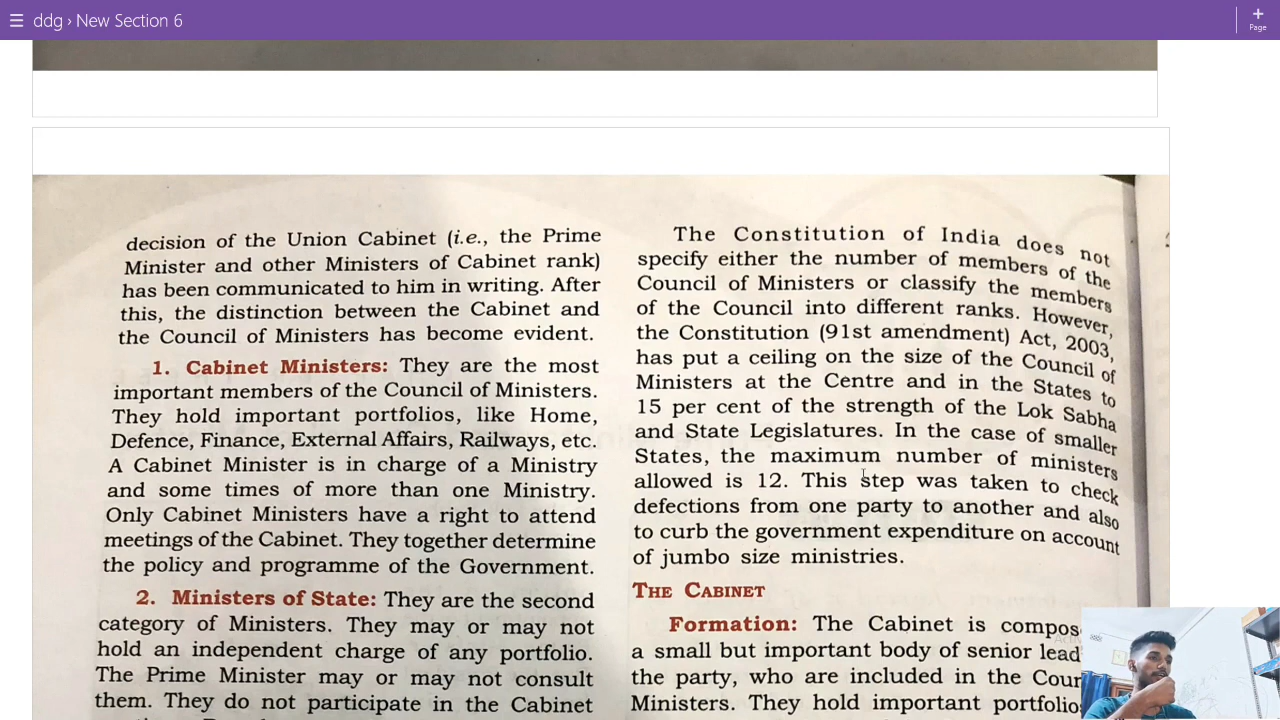 ☰ ddg › New Section 6
+
Page
decision of the Union Cabinet (i.e., the Prime
Minister and other Ministers of Cabinet rank)
has been communicated to him in writing. After
this, the distinction between the Cabinet and
the Council of Ministers has become evident.
1. Cabinet Ministers: They are the most
important members of the Council of Ministers.
They hold important portfolios, like Home,
Defence, Finance, External Affairs, Railways, etc.
A Cabinet Minister is in charge of a Ministry
and some times of more than one Ministry.
Only Cabinet Ministers have a right to attend
meetings of the Cabinet. They together determine
the policy and programme of the Government.
2. Ministers of State: They are the second
category of Ministers. They may or may not
hold an independent charge of any portfolio.
The Prime Minister may or may not consult
them. They do not participate in the Cabinet
The Constitution of India does not
specify either the number of members of the
Council of Ministers or classify the members
of the Council into different ranks. However,
the Constitution (91st amendment) Act, 2003,
has put a ceiling on the size of the Council of
Ministers at the Centre and in the States to
15 per cent of the strength of the Lok Sabha
and State Legislatures. In the case of smaller
States, the maximum number of ministers
allowed is 12. This step was taken to check
defections from one party to another and also
to curb the government expenditure on account
of jumbo size ministries.
THE CABINET
Formation: The Cabinet is compos
a small but important body of senior lead
the party, who are included in the Coun
Ministers. They hold important portfolio